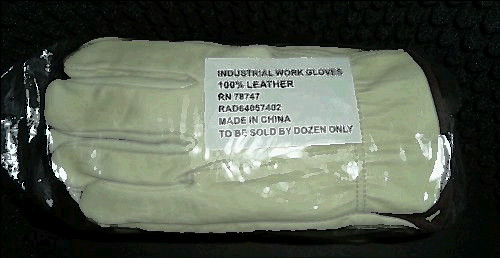 INDUSTRIAL WORK GLOVES
100% LEATHER
RN 78747
RAD64057402
MADE IN CHINA
TO BE SOLD BY DOZEN ONLY